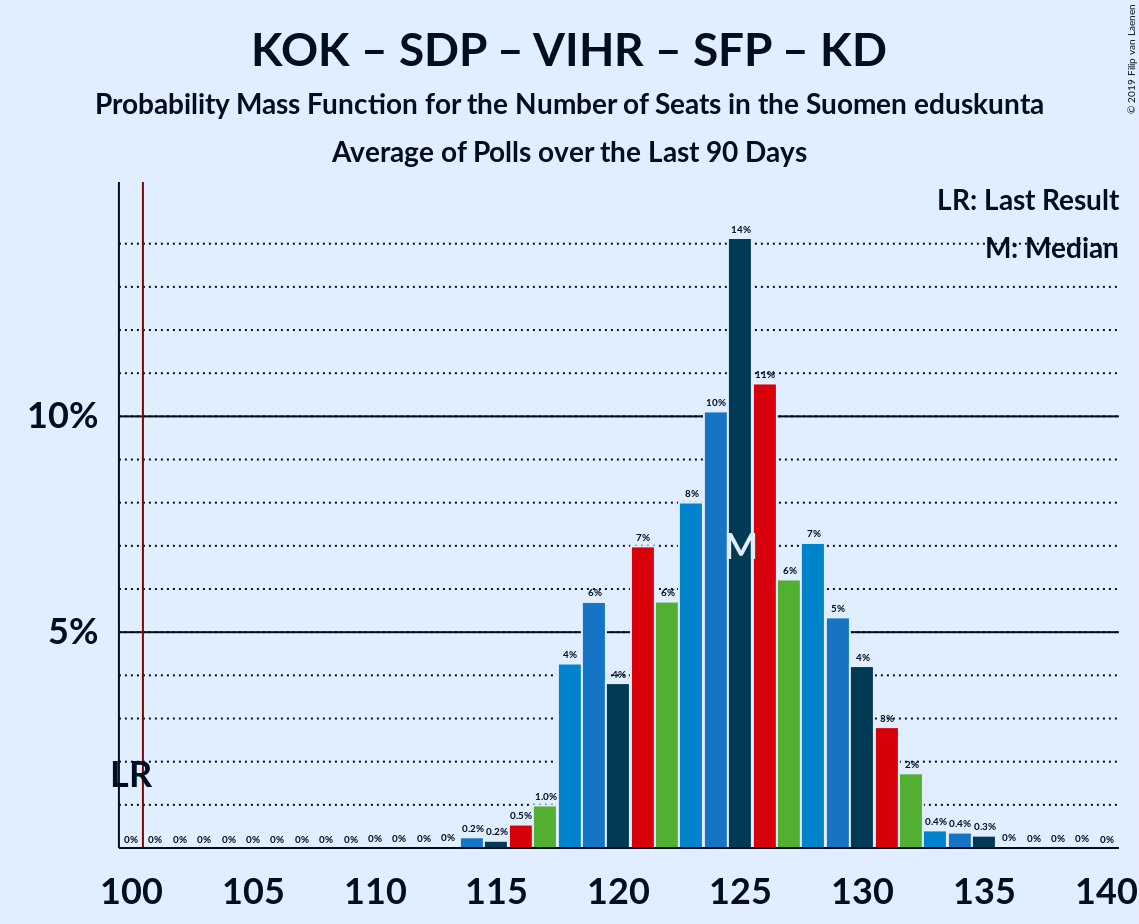 KOK – SDP – VIHR – SFP – KD
Probability Mass Function for the Number of Seats in the Suomen eduskunta
Average of Polls over the Last 90 Days
© 2019 Filip van Laenen
LR: Last Result
M: Median
10%
5%
LR
M
0% 0% 0% 0% 0% 0% 0% 0% 0% 0% 0% 0% 0% 0% 0.2% 0.2% 0.5% 1.0% 4% 6% 4% 7% 6% 8% 10% 14% 11% 6% 7% 5% 4% 3% 2% 0.4% 0.4% 0.3% 0% 0% 0% 0% 0%
100 105 110 115 120 125 130 135 140